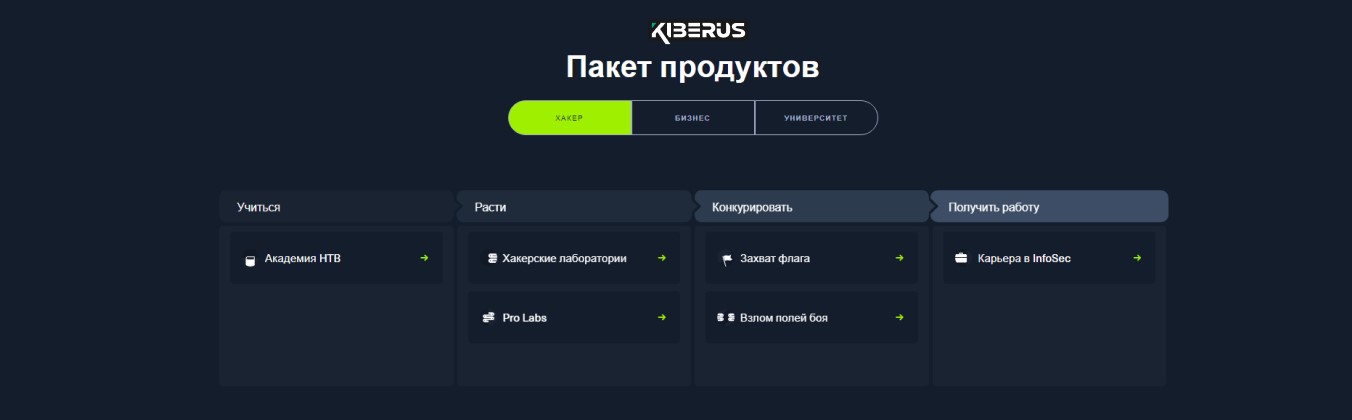 KIBERUS
Пакет продуктов
ХАКЕР
БИЗНЕС
УНИВЕРСИТЕТ
Учиться
Расти
Конкурировать
Получить работу
Академия HTB
Хакерские лаборатории
Захват флага
Карьера в InfoSec
Pro Labs
Взлом полей боя